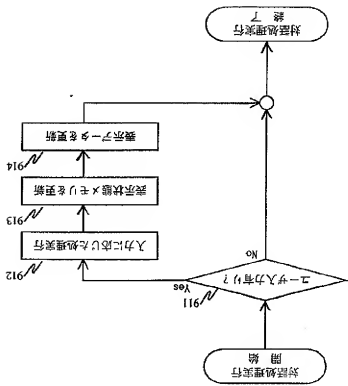 対話処理実行
開 始
ユーザ入力有り？
911
Yes
No
入力に応じた処理実行
912
表示状態メモリを更新
913
表示データを更新
914
対話処理実行
終 了